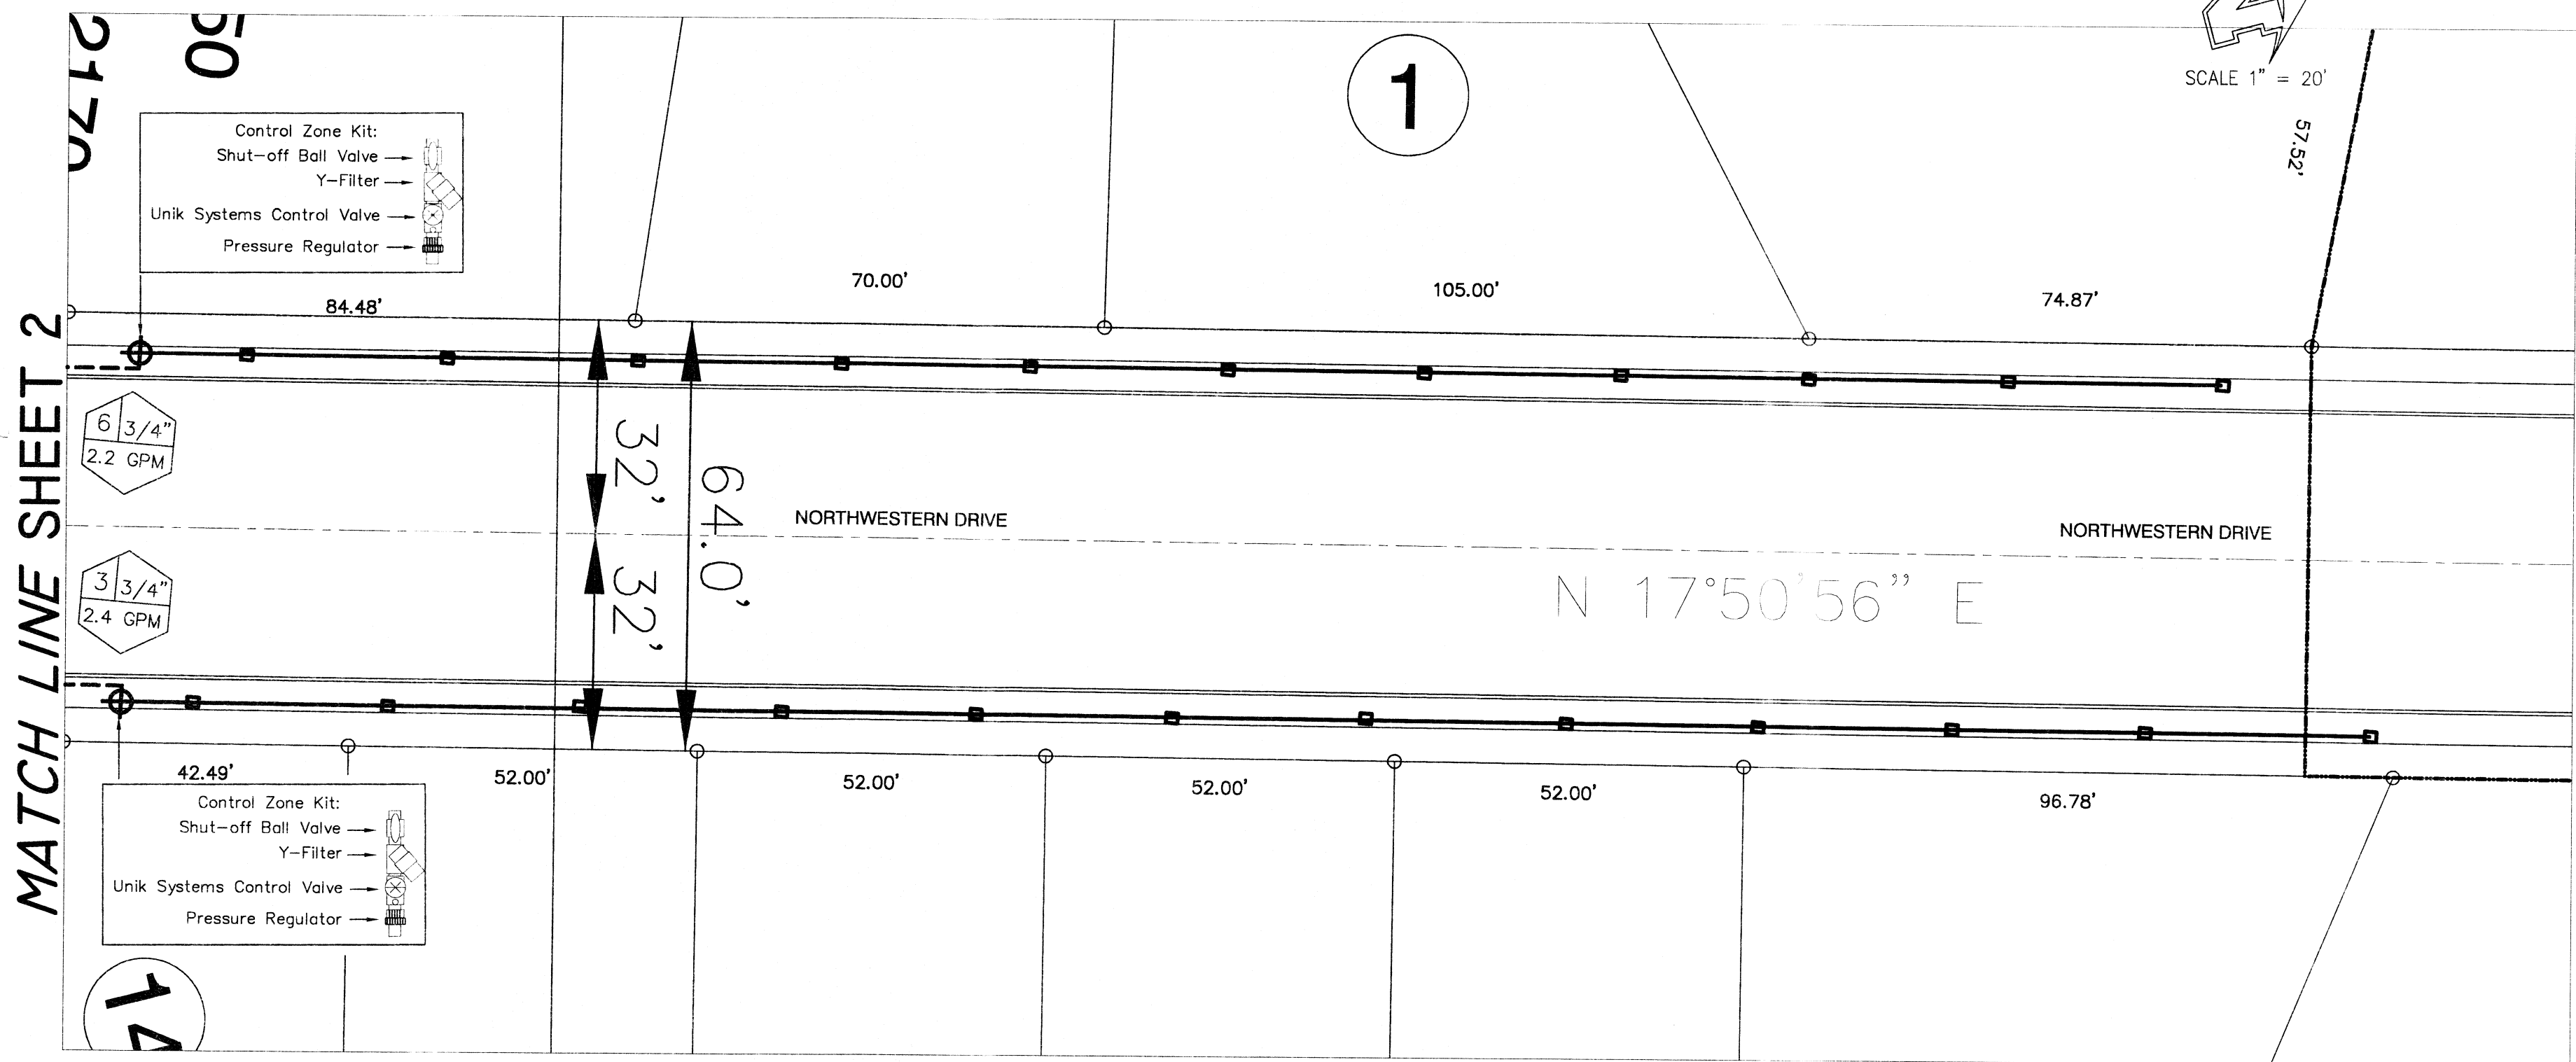 MATCH LINE SHEET 2
2170
50
Control Zone Kit:
Shut-off Ball Valve
Y-Filter
Unik Systems Control Valve
Pressure Regulator
1
SCALE 1" = 20'
57.52'
84.48'
70.00'
105.00'
74.87'
6 3/4"
2.2 GPM
32'
64.0'
32'
NORTHWESTERN DRIVE
NORTHWESTERN DRIVE
N 17°50'56" E
3 3/4"
2.4 GPM
42.49'
52.00'
52.00'
52.00'
52.00'
96.78'
Control Zone Kit:
Shut-off Ball Valve
Y-Filter
Unik Systems Control Valve
Pressure Regulator
14